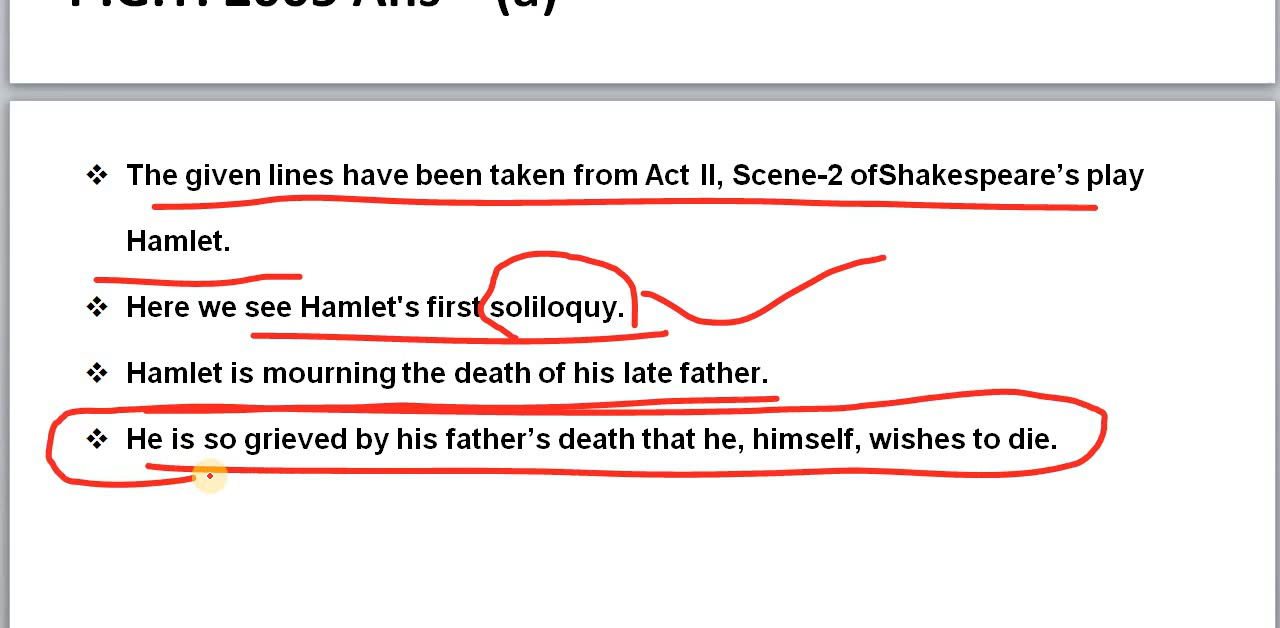 ❖ The given lines have been taken from Act II, Scene-2 ofShakespeare’s play
Hamlet.
❖ Here we see Hamlet's first soliloquy.
❖ Hamlet is mourning the death of his late father.
❖ He is so grieved by his father’s death that he, himself, wishes to die.